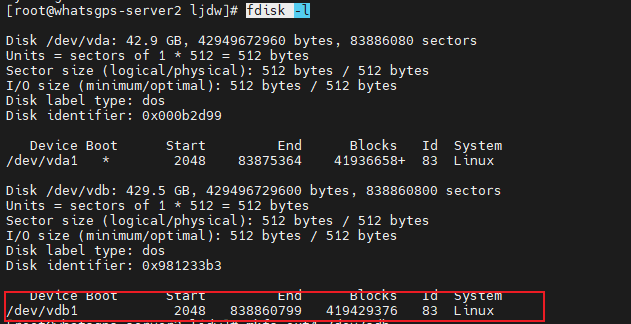 [root@whatsgps-server2 ljdw]# fdisk -l
Disk /dev/vda: 42.9 GB, 42949672960 bytes, 83886080 sectors
Units = sectors of 1 * 512 = 512 bytes
Sector size (logical/physical): 512 bytes / 512 bytes
I/O size (minimum/optimal): 512 bytes / 512 bytes
Disk label type: dos
Disk identifier: 0x000b2d99
Device Boot Start End Blocks Id System
/dev/vda1 * 2048 83875364 41936658+ 83 Linux
Disk /dev/vdb: 429.5 GB, 429496729600 bytes, 838860800 sectors
Units = sectors of 1 * 512 = 512 bytes
Sector size (logical/physical): 512 bytes / 512 bytes
I/O size (minimum/optimal): 512 bytes / 512 bytes
Disk label type: dos
Disk identifier: 0x981233b3
Device Boot Start End Blocks Id System
/dev/vdb1 2048 838860799 419429376 83 Linux